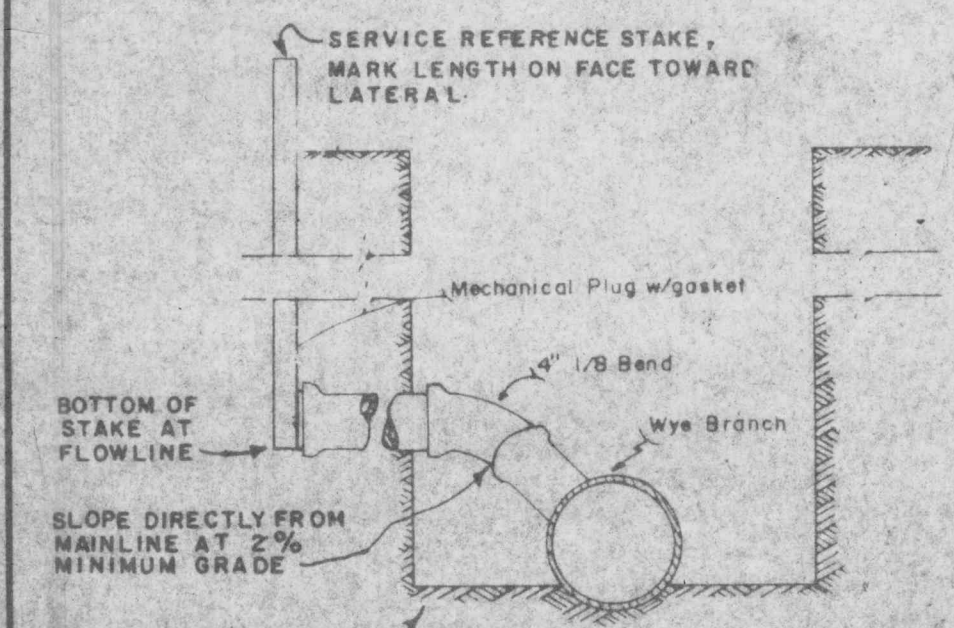 SERVICE REFERENCE STAKE,
MARK LENGTH ON FACE TOWARD
LATERAL.
Mechanical Plug w/gasket
4" 1/8 Bend
BOTTOM OF
STAKE AT
FLOWLINE
Wye Branch
SLOPE DIRECTLY FROM
MAINLINE AT 2%
MINIMUM GRADE